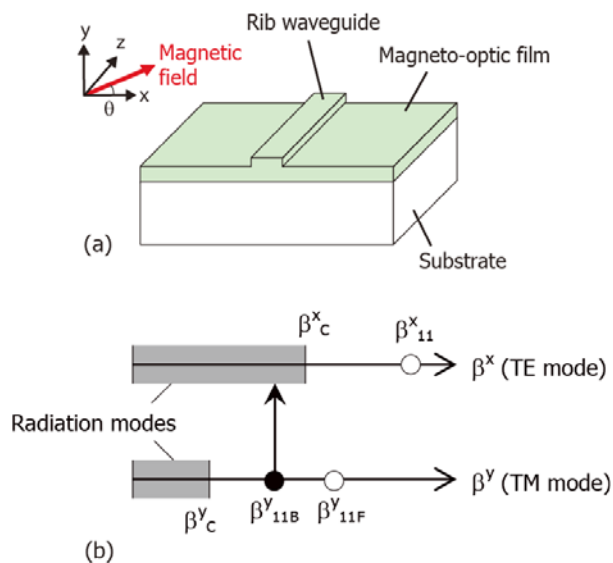 y
z
Magnetic
field
θ
x
Rib waveguide
Magneto-optic film
(a)
Substrate
β^x_C
β^x_11
β^x (TE mode)
Radiation modes
β^y_C
β^y_11B
β^y_11F
β^y (TM mode)
(b)